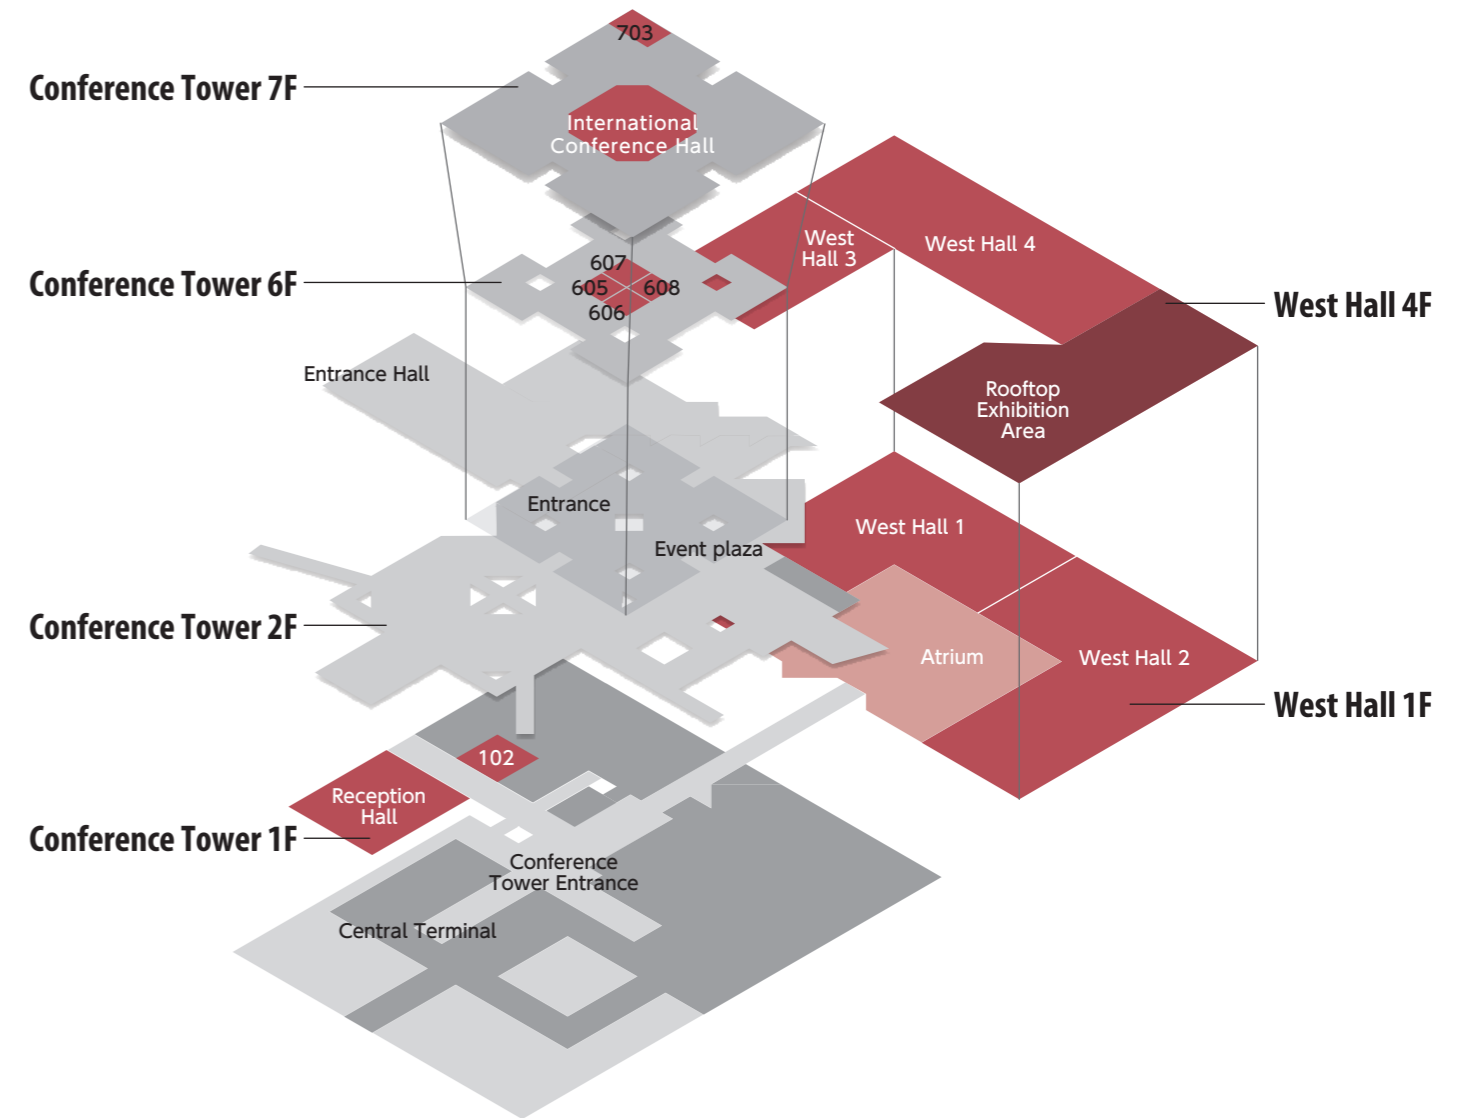 703
Conference Tower 7F
International
Conference Hall
West
Hall 3
West Hall 4
607
Conference Tower 6F
605
608
606
West Hall 4F
Entrance Hall
Rooftop
Exhibition
Area
Entrance
West Hall 1
Event plaza
Conference Tower 2F
Atrium
West Hall 2
West Hall 1F
102
Reception
Hall
Conference Tower 1F
Conference
Tower Entrance
Central Terminal